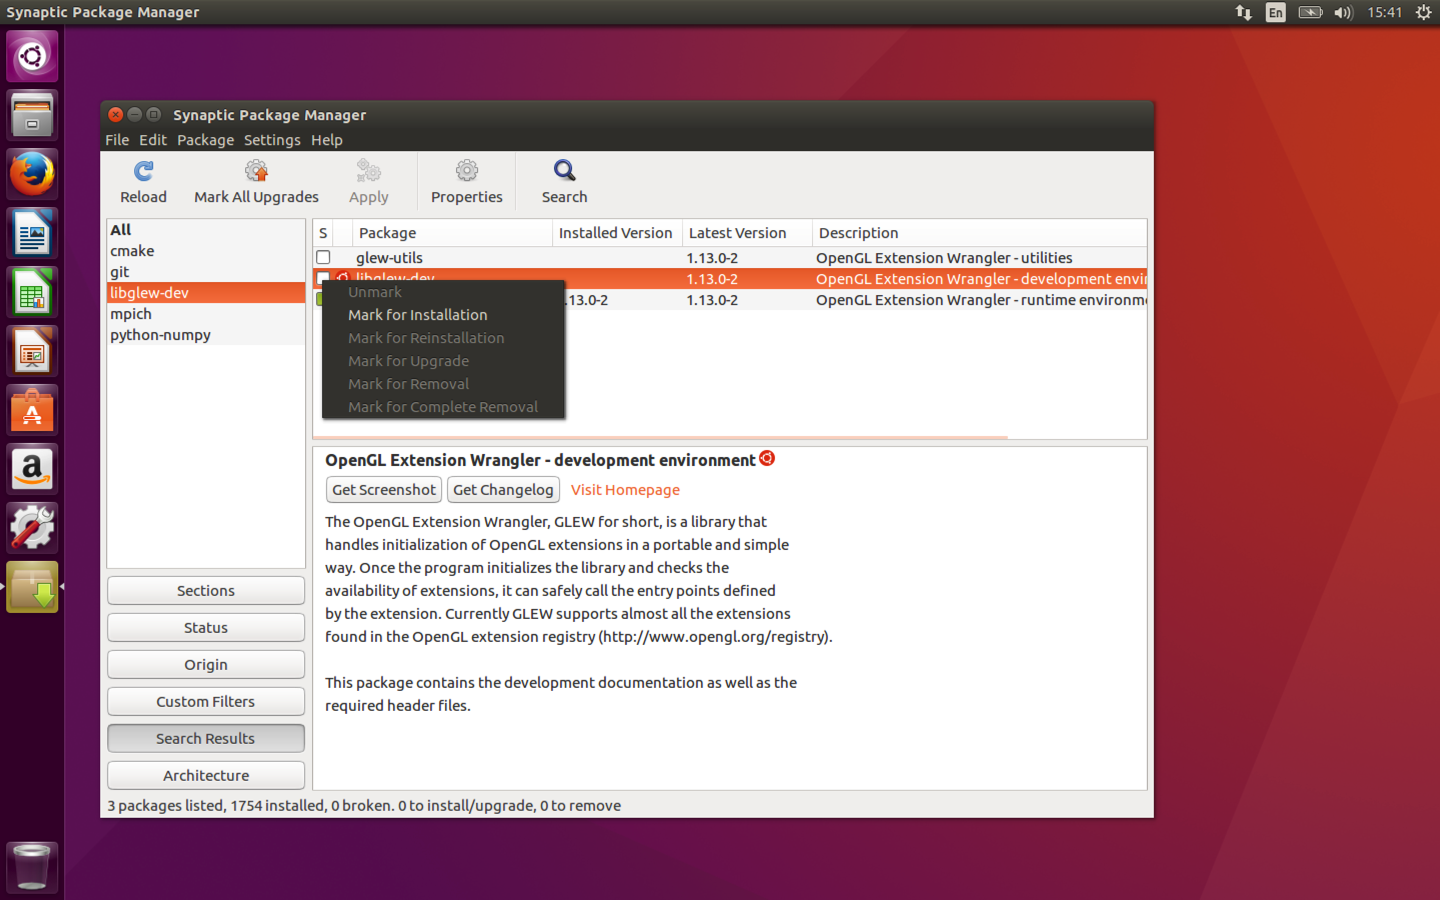 Synaptic Package Manager
En
15:41
Synaptic Package Manager
File Edit Package Settings Help
Reload Mark All Upgrades Apply Properties Search
All
cmake
git
libglew-dev
mpich
python-numpy
S Package Installed Version Latest Version Description
glew-utils 1.13.0-2 OpenGL Extension Wrangler - utilities
libglew-dev 1.13.0-2 OpenGL Extension Wrangler - development envir
.13.0-2 1.13.0-2 OpenGL Extension Wrangler - runtime environme
Unmark
Mark for Installation
Mark for Reinstallation
Mark for Upgrade
Mark for Removal
Mark for Complete Removal
OpenGL Extension Wrangler - development environment
Get Screenshot Get Changelog Visit Homepage
The OpenGL Extension Wrangler, GLEW for short, is a library that
handles initialization of OpenGL extensions in a portable and simple
way. Once the program initializes the library and checks the
availability of extensions, it can safely call the entry points defined
by the extension. Currently GLEW supports almost all the extensions
found in the OpenGL extension registry (http://www.opengl.org/registry).
This package contains the development documentation as well as the
required header files.
Sections
Status
Origin
Custom Filters
Search Results
Architecture
3 packages listed, 1754 installed, 0 broken. 0 to install/upgrade, 0 to remove